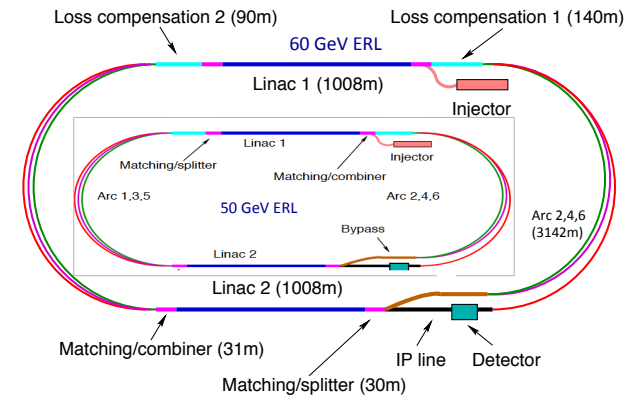 Loss compensation 2 (90m)
Loss compensation 1 (140m)
60 GeV ERL
Linac 1 (1008m)
Injector
Linac 1
Matching/splitter
Injector
Matching/combiner
Arc 1,3,5
Arc 2,4,6
50 GeV ERL
Arc 2,4,6
(3142m)
Bypass
Linac 2
Linac 2 (1008m)
Matching/combiner (31m)
IP line
Detector
Matching/splitter (30m)